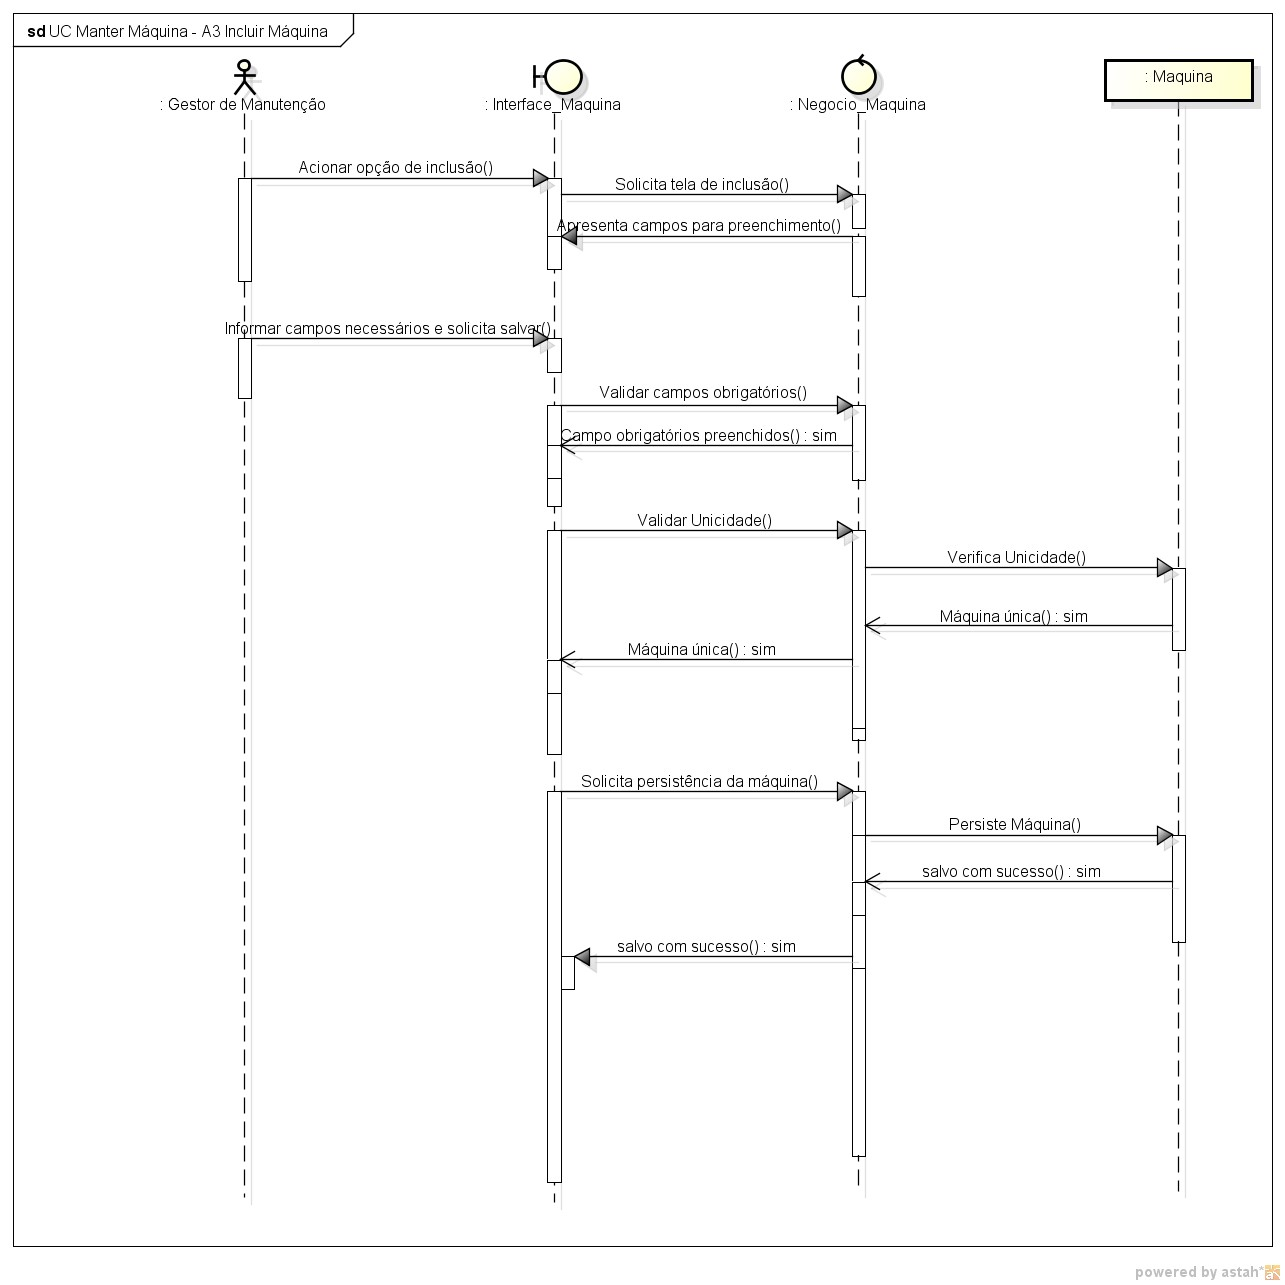 sd UC Manter Máquina - A3 Incluir Máquina
: Gestor de Manutenção
: Interface_Maquina
: Negocio_Maquina
: Maquina
Acionar opção de inclusão()
Solicita tela de inclusão()
Apresenta campos para preenchimento()
Informar campos necessários e solicita salvar()
Validar campos obrigatórios()
Campo obrigatórios preenchidos() : sim
Validar Unicidade()
Verifica Unicidade()
Máquina única() : sim
Máquina única() : sim
Solicita persistência da máquina()
Persiste Máquina()
salvo com sucesso() : sim
salvo com sucesso() : sim
powered by astah*